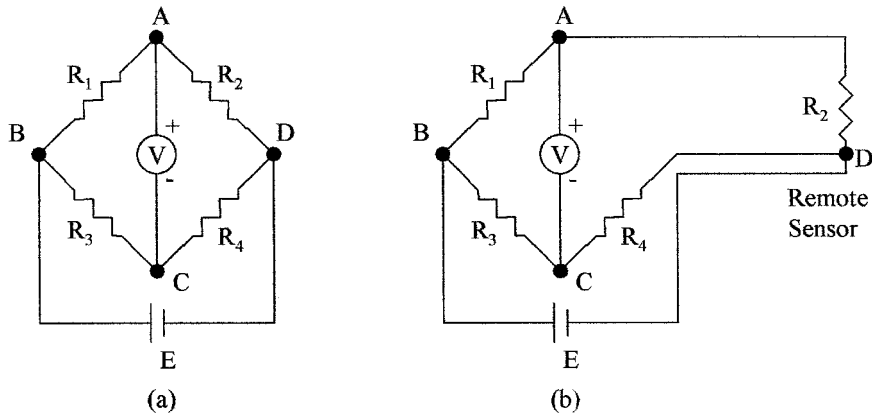 A
R1
R2
B
D
+
V
-
R3
R4
C
E
(a)
A
R1
R2
B
+
V
-
D
R3
R4
Remote
Sensor
C
E
(b)